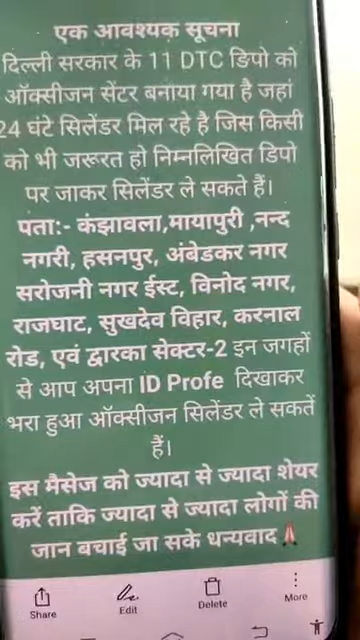 एक आवश्यक सूचना
दिल्ली सरकार के 11 DTC डिपो को
ऑक्सीजन सेंटर बनाया गया है जहां
24 घंटे सिलेंडर मिल रहे है जिस किसी
को भी जरूरत हो निम्नलिखित डिपो
पर जाकर सिलेंडर ले सकते हैं।
पता:- कंझावला,मायापुरी ,नन्द
नगरी, हसनपुर, अंबेडकर नगर
सरोजनी नगर ईस्ट, विनोद नगर,
राजघाट, सुखदेव विहार, करनाल
रोड, एवं द्वारका सेक्टर-2 इन जगहों
से आप अपना ID Profe दिखाकर
भरा हुआ ऑक्सीजन सिलेंडर ले सकतें
हैं।
इस मैसेज को ज्यादा से ज्यादा शेयर
करें ताकि ज्यादा से ज्यादा लोगों की
जान बचाई जा सके धन्यवाद
Share Edit Delete More